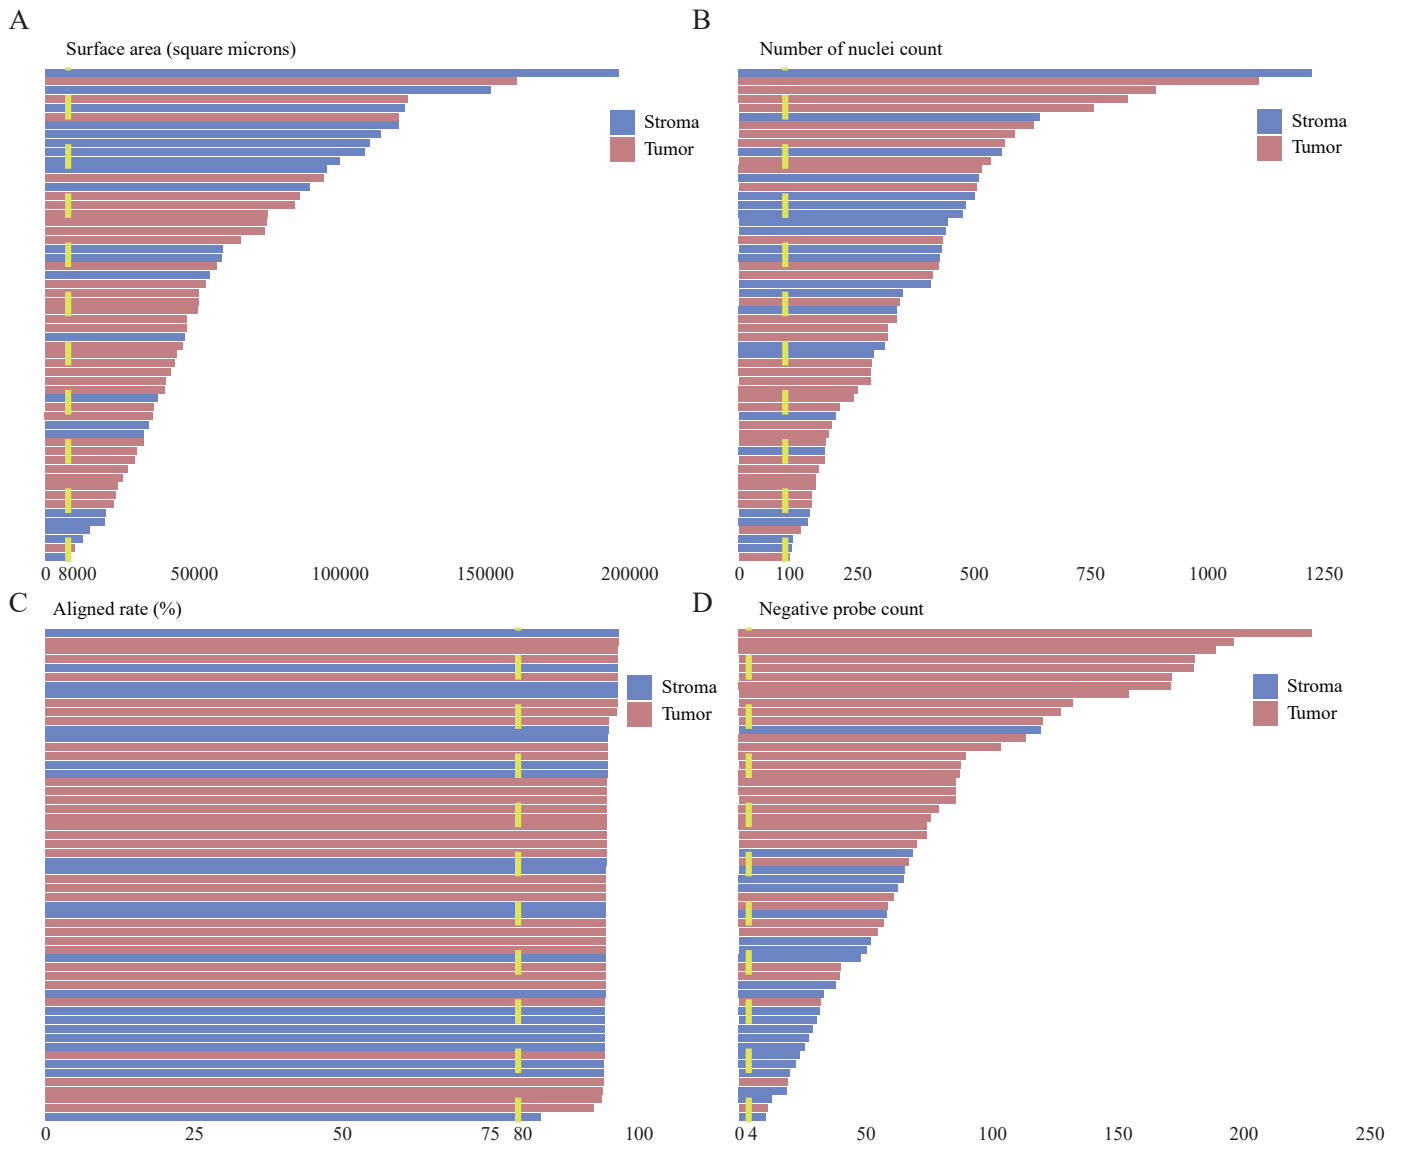 A
B
Surface area (square microns)
Number of nuclei count
Stroma
Tumor
Stroma
Tumor
0 8000 50000 100000 150000 200000
0 100 250 500 750 1000 1250
C
D
Aligned rate (%)
Negative probe count
Stroma
Tumor
Stroma
Tumor
0 25 50 75 80 100
0 4 50 100 150 200 250